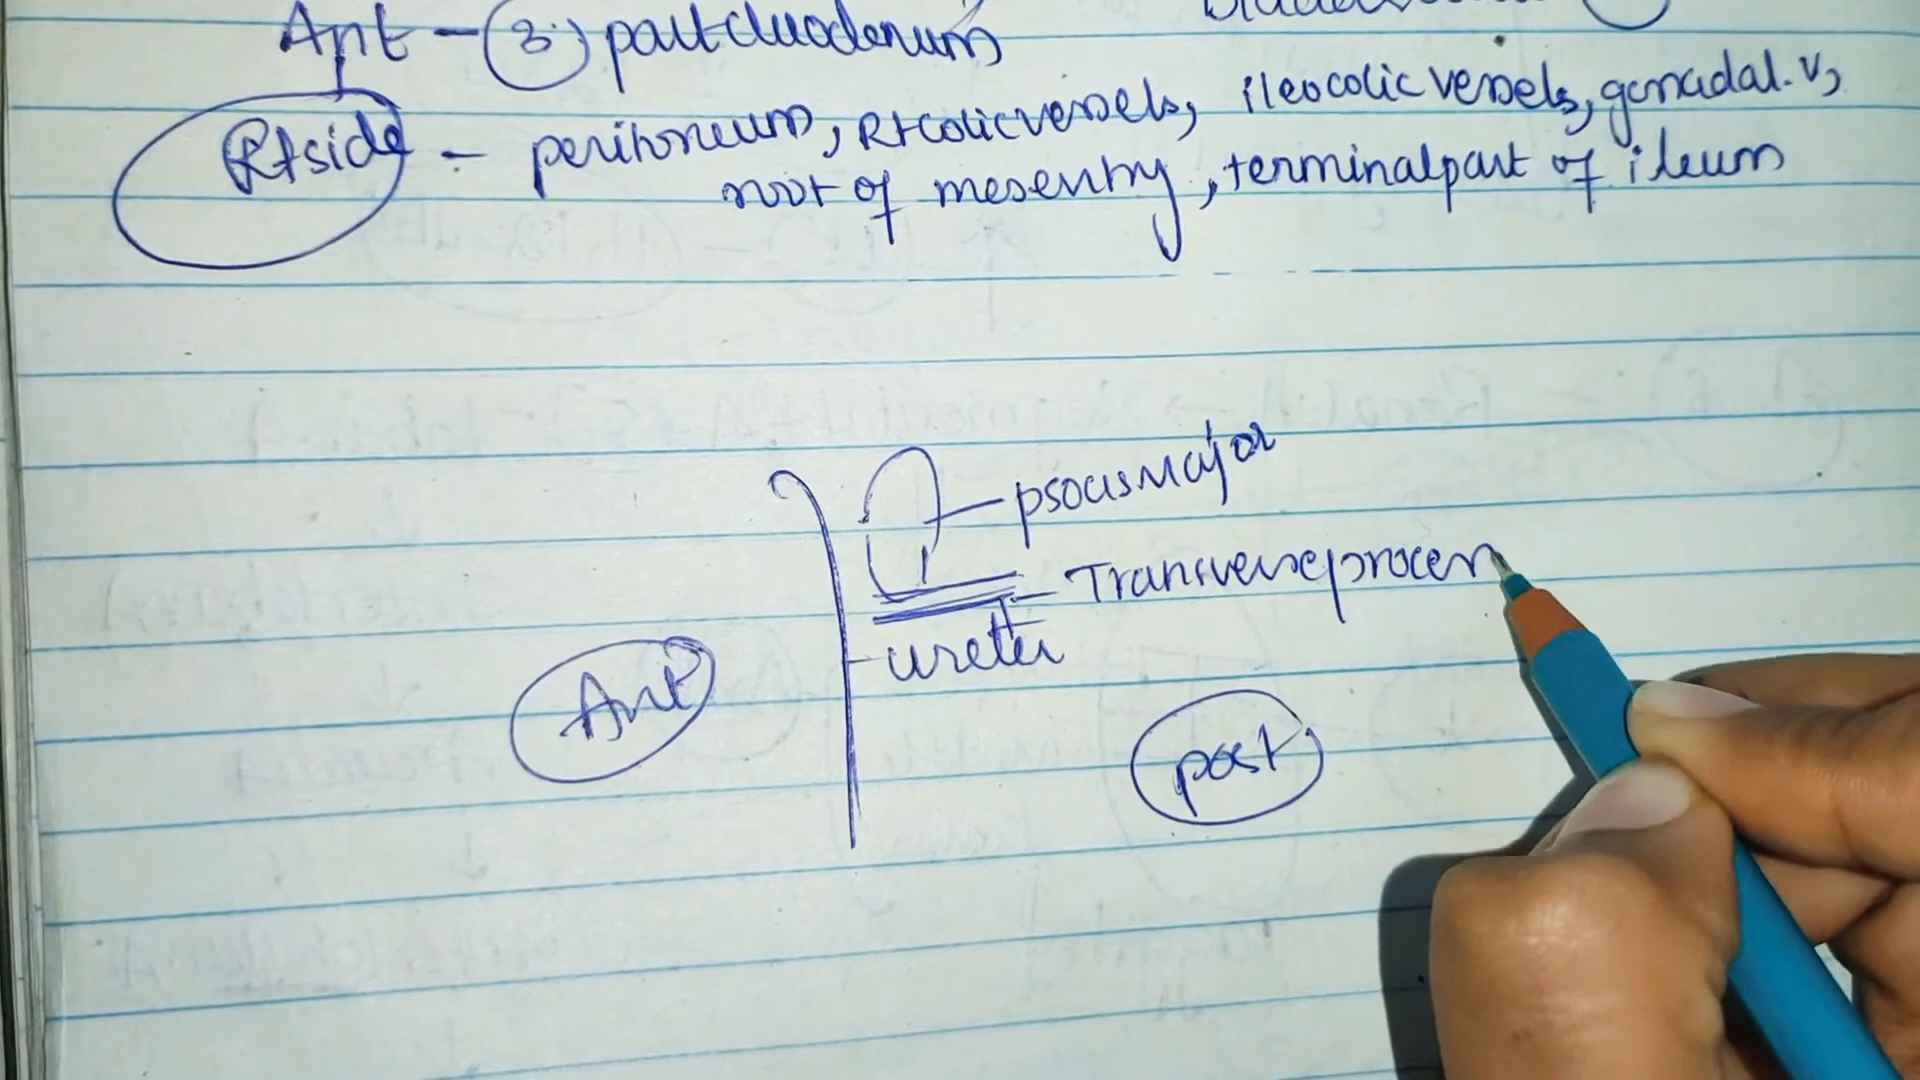 Ant - (3) part duodenum
Rt side - peritoneum, Rt colic vessels, ileocolic vessels, gonadal. v,
root of mesentry, terminal part of ileum
psoas Major
Transverse proces
ureter
Ant
post